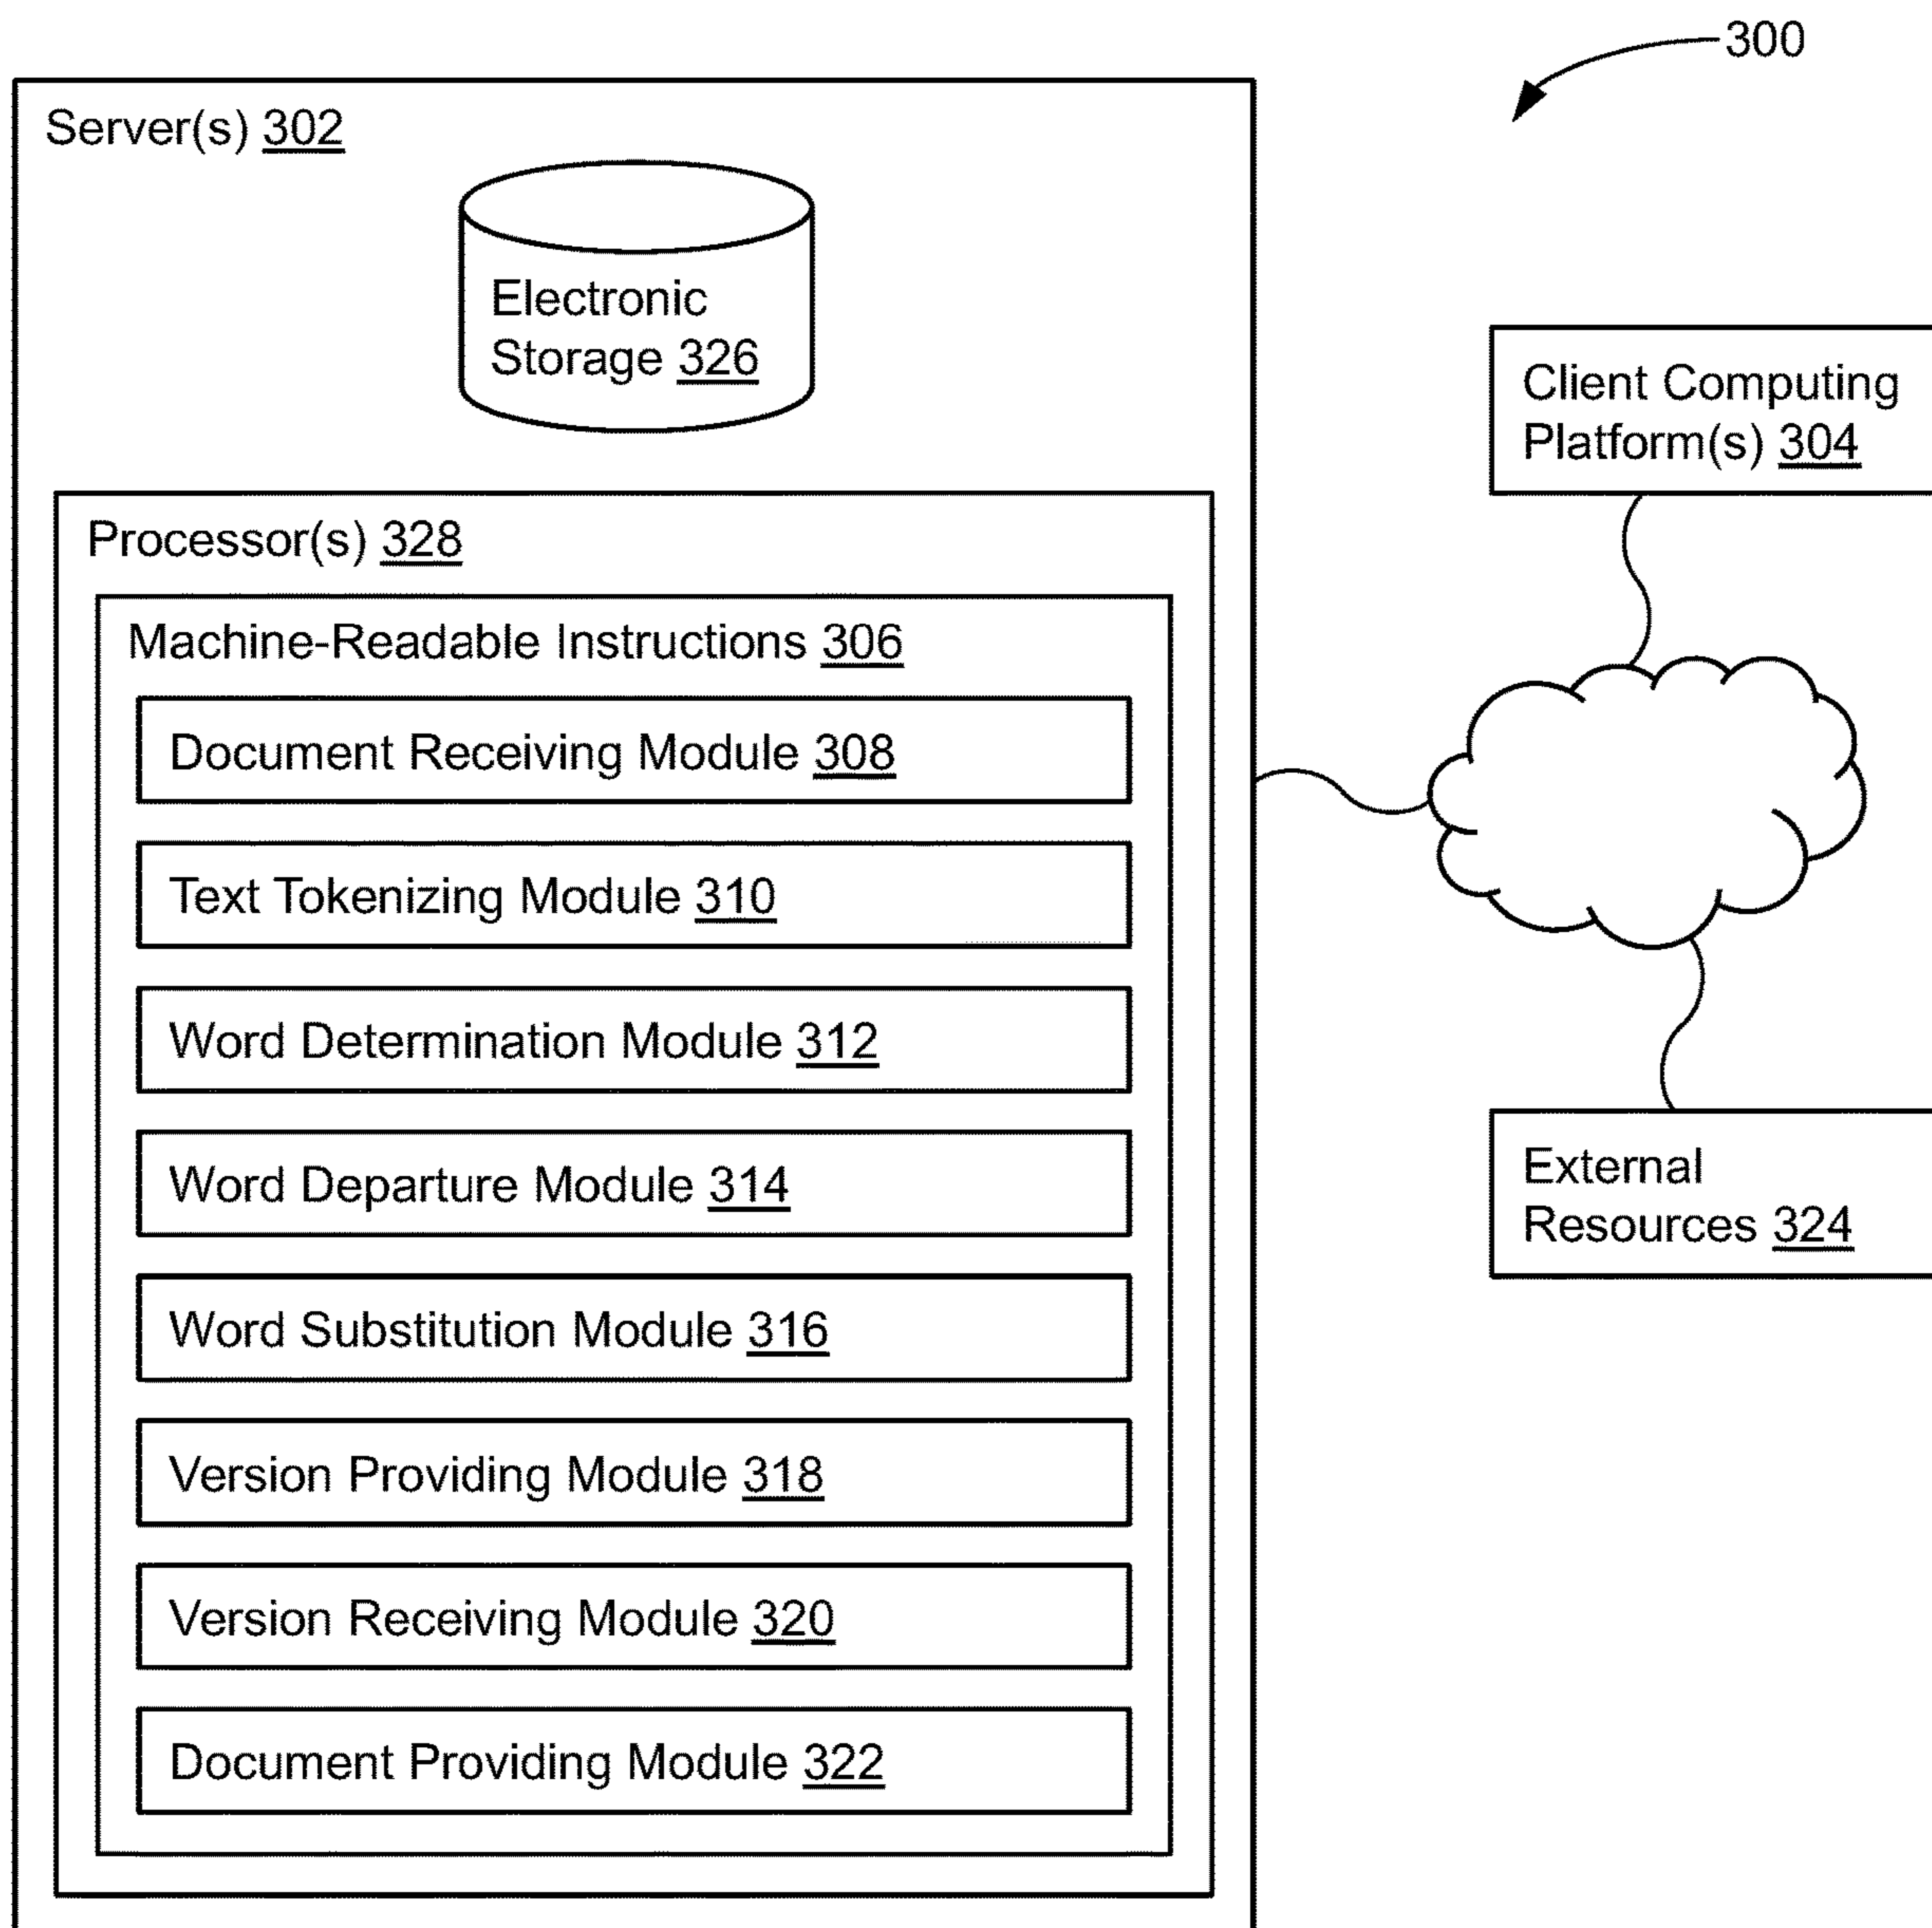 300
Server(s) 302
Electronic
Storage 326
Client Computing
Platform(s) 304
Processor(s) 328
Machine-Readable Instructions 306
Document Receiving Module 308
Text Tokenizing Module 310
Word Determination Module 312
Word Departure Module 314
External
Resources 324
Word Substitution Module 316
Version Providing Module 318
Version Receiving Module 320
Document Providing Module 322